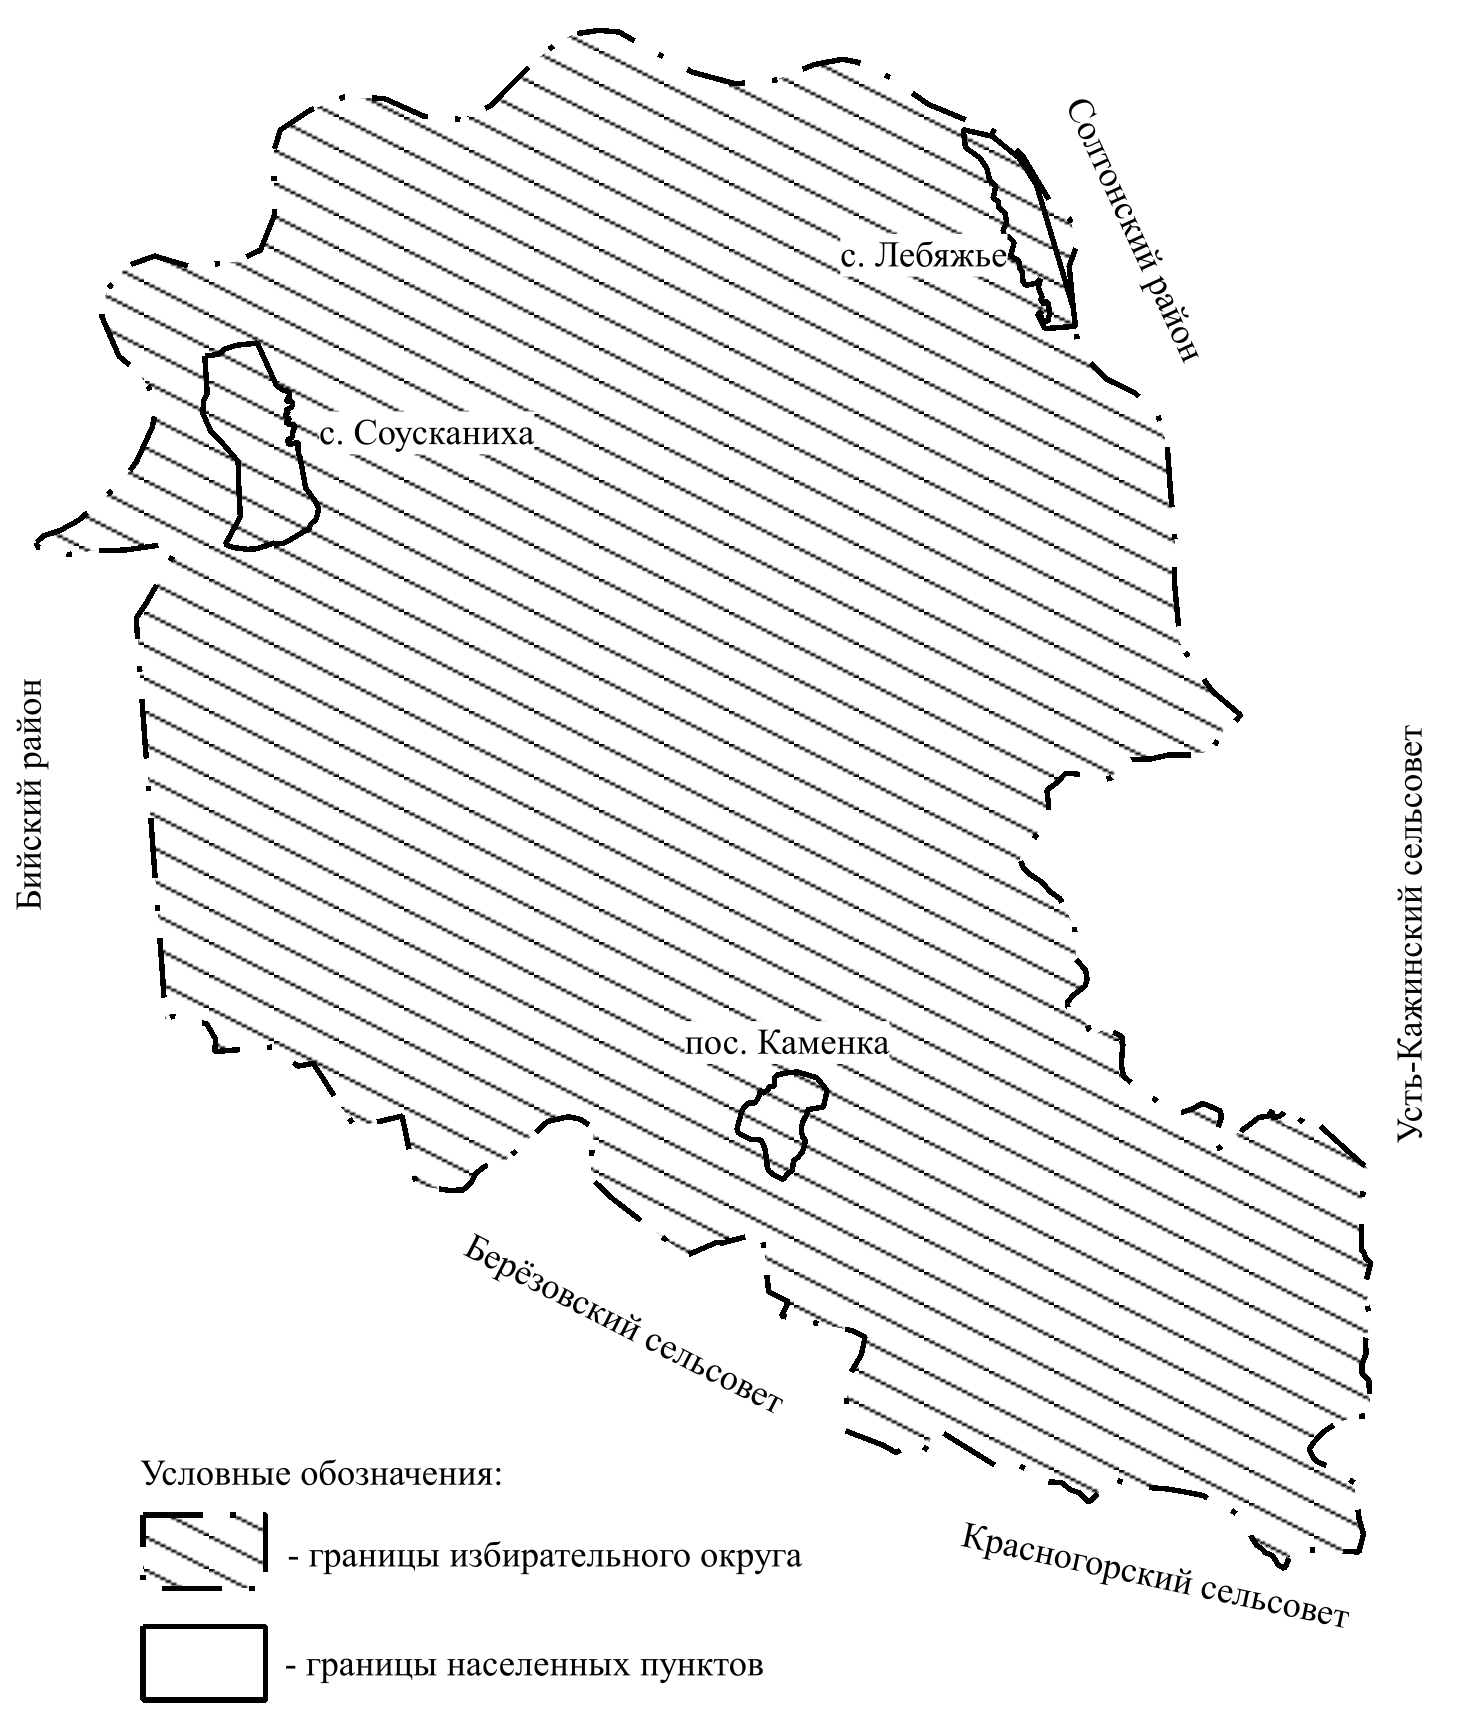 Солтонский район
с. Лебяжье
с. Соусканиха
Бийский район
Усть-Кажинский сельсовет
пос. Каменка
Берёзовский сельсовет
Красногорский сельсовет
Условные обозначения:
- границы избирательного округа
- границы населенных пунктов